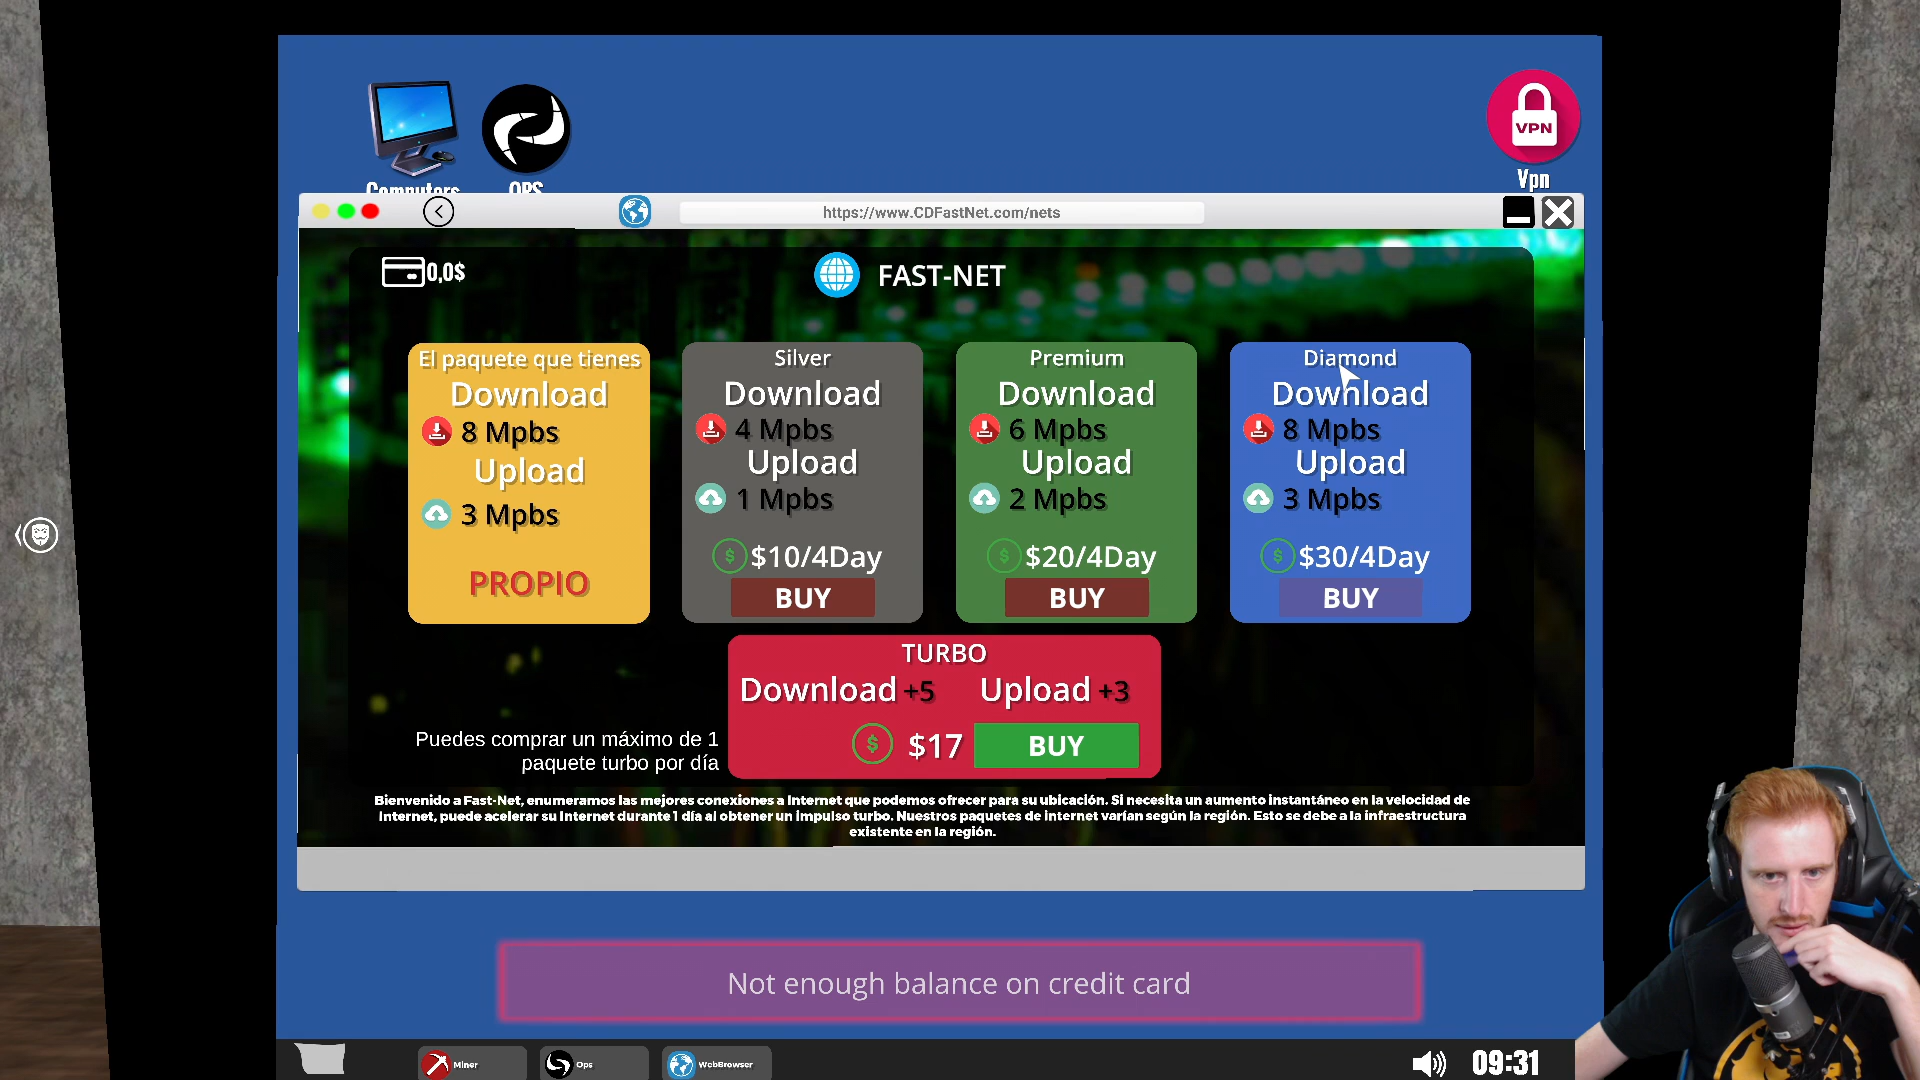 VPN
Computers
OPS
Vpn
https://www.CDFastNet.com/nets
0,0$
FAST-NET
El paquete que tienes
Download
8 Mpbs
Upload
3 Mpbs
PROPIO
Silver
Download
4 Mpbs
Upload
1 Mpbs
$ $10/4Day
BUY
Premium
Download
6 Mpbs
Upload
2 Mpbs
$ $20/4Day
BUY
Diamond
Download
8 Mpbs
Upload
3 Mpbs
$ $30/4Day
BUY
TURBO
Download +5 Upload +3
$ $17 BUY
Puedes comprar un máximo de 1
paquete turbo por día
Bienvenido a Fast-Net, enumeramos las mejores conexiones a Internet que podemos ofrecer para su ubicación. Si necesita un aumento instantáneo en la velocidad de
Internet, puede acelerar su Internet durante 1 día al obtener un impulso turbo. Nuestros paquetes de internet varían según la región. Esto se debe a la infraestructura
existente en la región.
Not enough balance on credit card
Miner
Ops
WebBrowser
09:31